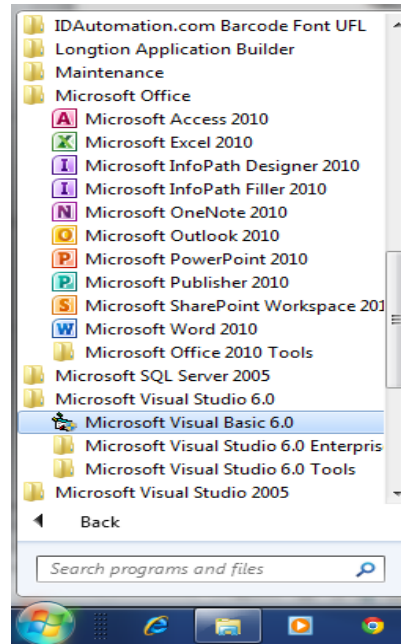 IDAutomation.com Barcode Font UFL
Longtion Application Builder
Maintenance
Microsoft Office
Microsoft Access 2010
Microsoft Excel 2010
Microsoft InfoPath Designer 2010
Microsoft InfoPath Filler 2010
Microsoft OneNote 2010
Microsoft Outlook 2010
Microsoft PowerPoint 2010
Microsoft Publisher 2010
Microsoft SharePoint Workspace 201
Microsoft Word 2010
Microsoft Office 2010 Tools
Microsoft SQL Server 2005
Microsoft Visual Studio 6.0
Microsoft Visual Basic 6.0
Microsoft Visual Studio 6.0 Enterpris
Microsoft Visual Studio 6.0 Tools
Microsoft Visual Studio 2005
Back
Search programs and files